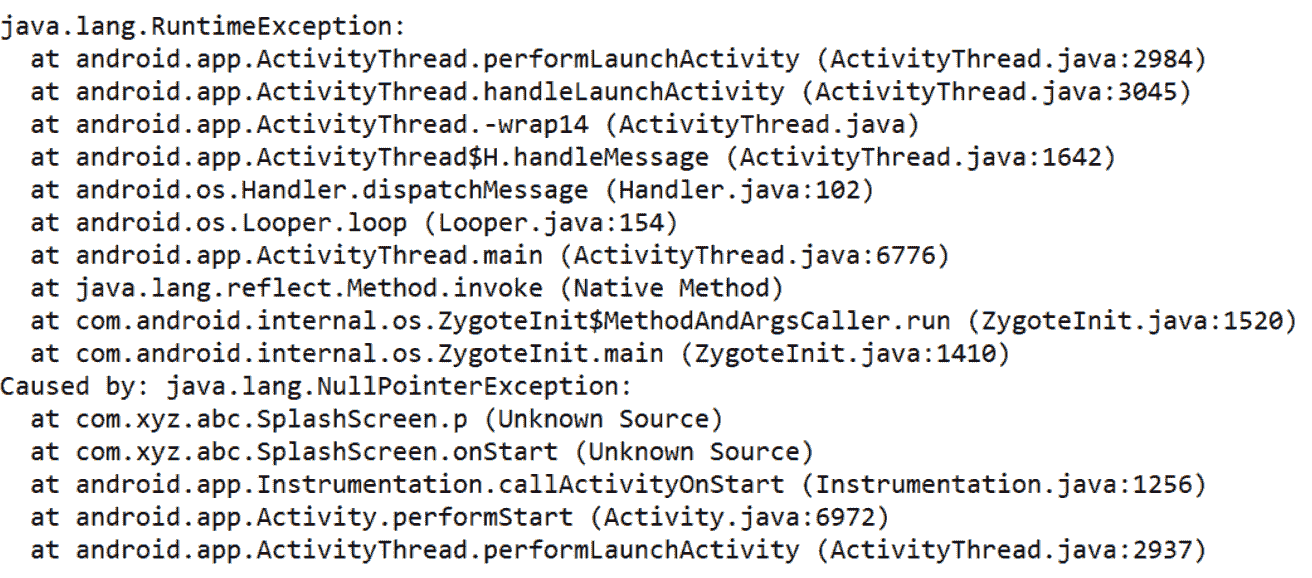 java.lang.RuntimeException:
  at android.app.ActivityThread.performLaunchActivity (ActivityThread.java:2984)
  at android.app.ActivityThread.handleLaunchActivity (ActivityThread.java:3045)
  at android.app.ActivityThread.-wrap14 (ActivityThread.java)
  at android.app.ActivityThread$H.handleMessage (ActivityThread.java:1642)
  at android.os.Handler.dispatchMessage (Handler.java:102)
  at android.os.Looper.loop (Looper.java:154)
  at android.app.ActivityThread.main (ActivityThread.java:6776)
  at java.lang.reflect.Method.invoke (Native Method)
  at com.android.internal.os.ZygoteInit$MethodAndArgsCaller.run (ZygoteInit.java:1520)
  at com.android.internal.os.ZygoteInit.main (ZygoteInit.java:1410)
Caused by: java.lang.NullPointerException:
  at com.xyz.abc.SplashScreen.p (Unknown Source)
  at com.xyz.abc.SplashScreen.onStart (Unknown Source)
  at android.app.Instrumentation.callActivityOnStart (Instrumentation.java:1256)
  at android.app.Activity.performStart (Activity.java:6972)
  at android.app.ActivityThread.performLaunchActivity (ActivityThread.java:2937)